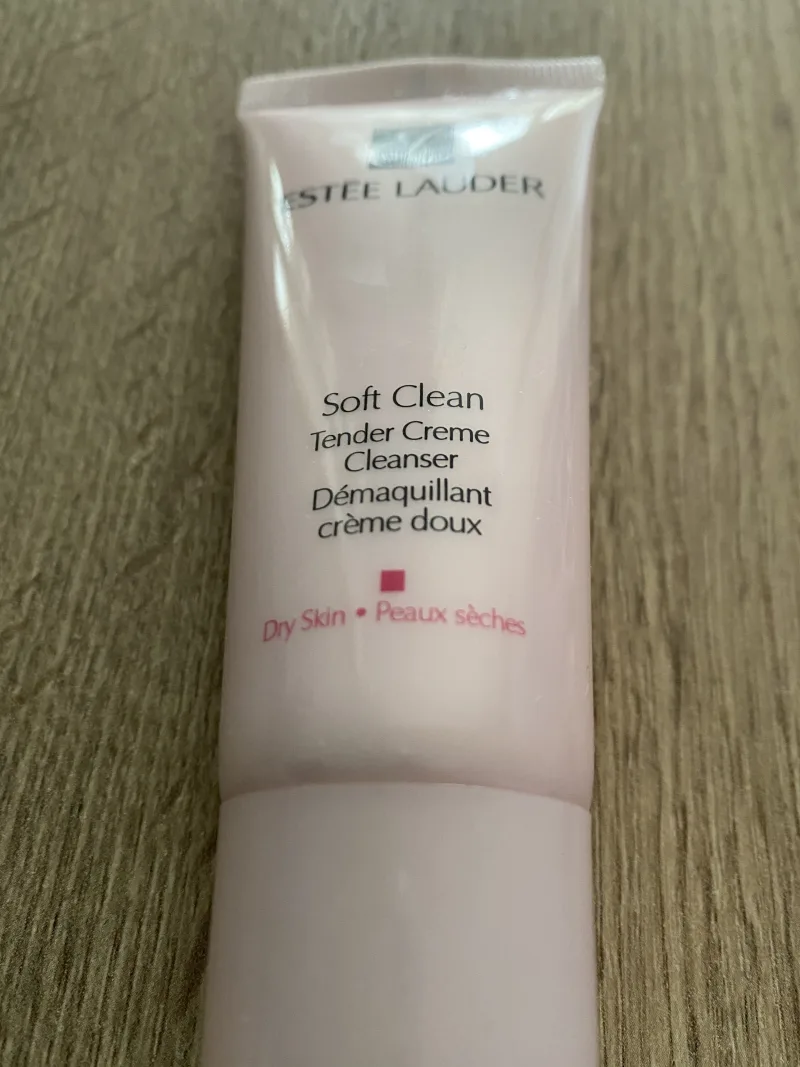 ESTĒE LAUDER
Soft Clean
Tender Creme
Cleanser
Démaquillant
crème doux
Dry Skin • Peaux sèches